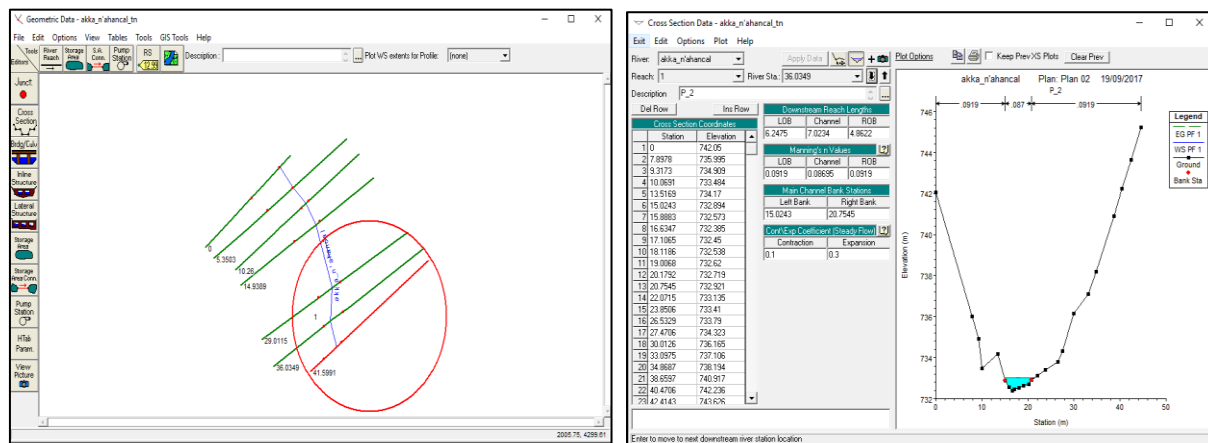 Geometric Data - akka_n'ahancal_tn
File Edit Options View Tables Tools GIS Tools Help
Tools
Editors
River
Reach
Storage
Area
S.A.
Conn.
Pump
Station
RS
Description :
... Plot WS extents for Profile: (none)
Junct.
Cross
Section
Brdg/Culv
Inline
Structure
Lateral
Structure
Storage
Area
Storage
Area Conn.
Pump
Station
HTab
Param.
View
Picture
0
5.3503
10.26
14.9389
1
29.0115
36.0349
41.5991
2005.75, 4299.61
Cross Section Data - akka_n'ahancal_tn
Exit Edit Options Plot Help
River: akka_n'ahancal
Apply Data
Plot Options
Keep Prev XS Plots
Clear Prev
Reach: 1
River Sta.: 36.0349
Description P_2
...
Del Row
Ins Row
Cross Section Coordinates
Station Elevation
1 0 742.05
2 7.8978 735.995
3 9.3173 734.909
4 10.0691 733.484
5 13.5169 734.17
6 15.0243 732.894
7 15.8883 732.573
8 16.6347 732.385
9 17.1065 732.45
10 18.1186 732.538
11 19.0068 732.62
12 20.1792 732.719
13 20.7545 732.921
14 22.0715 733.135
15 23.8506 733.41
16 26.5329 733.79
17 27.4706 734.323
18 30.0126 736.165
19 33.0975 737.106
20 34.8687 738.194
21 38.6597 740.917
22 40.4706 742.236
23 42.4143 743.626
Downstream Reach Lengths
LOB Channel ROB
6.2475 7.0234 4.8622
Manning's n Values
LOB Channel ROB
0.0919 0.08695 0.0919
Main Channel Bank Stations
Left Bank Right Bank
15.0243 20.7545
Cont\Exp Coefficient (Steady Flow)
Contraction Expansion
0.1 0.3
akka_n'ahancal Plan: Plan 02 19/09/2017
P_2
.0919 .087 .0919
Elevation (m)
746
744
742
740
738
736
734
732
0 10 20 30 40 50
Station (m)
Legend
EG PF 1
WS PF 1
Ground
Bank Sta
Enter to move to next downstream river station location